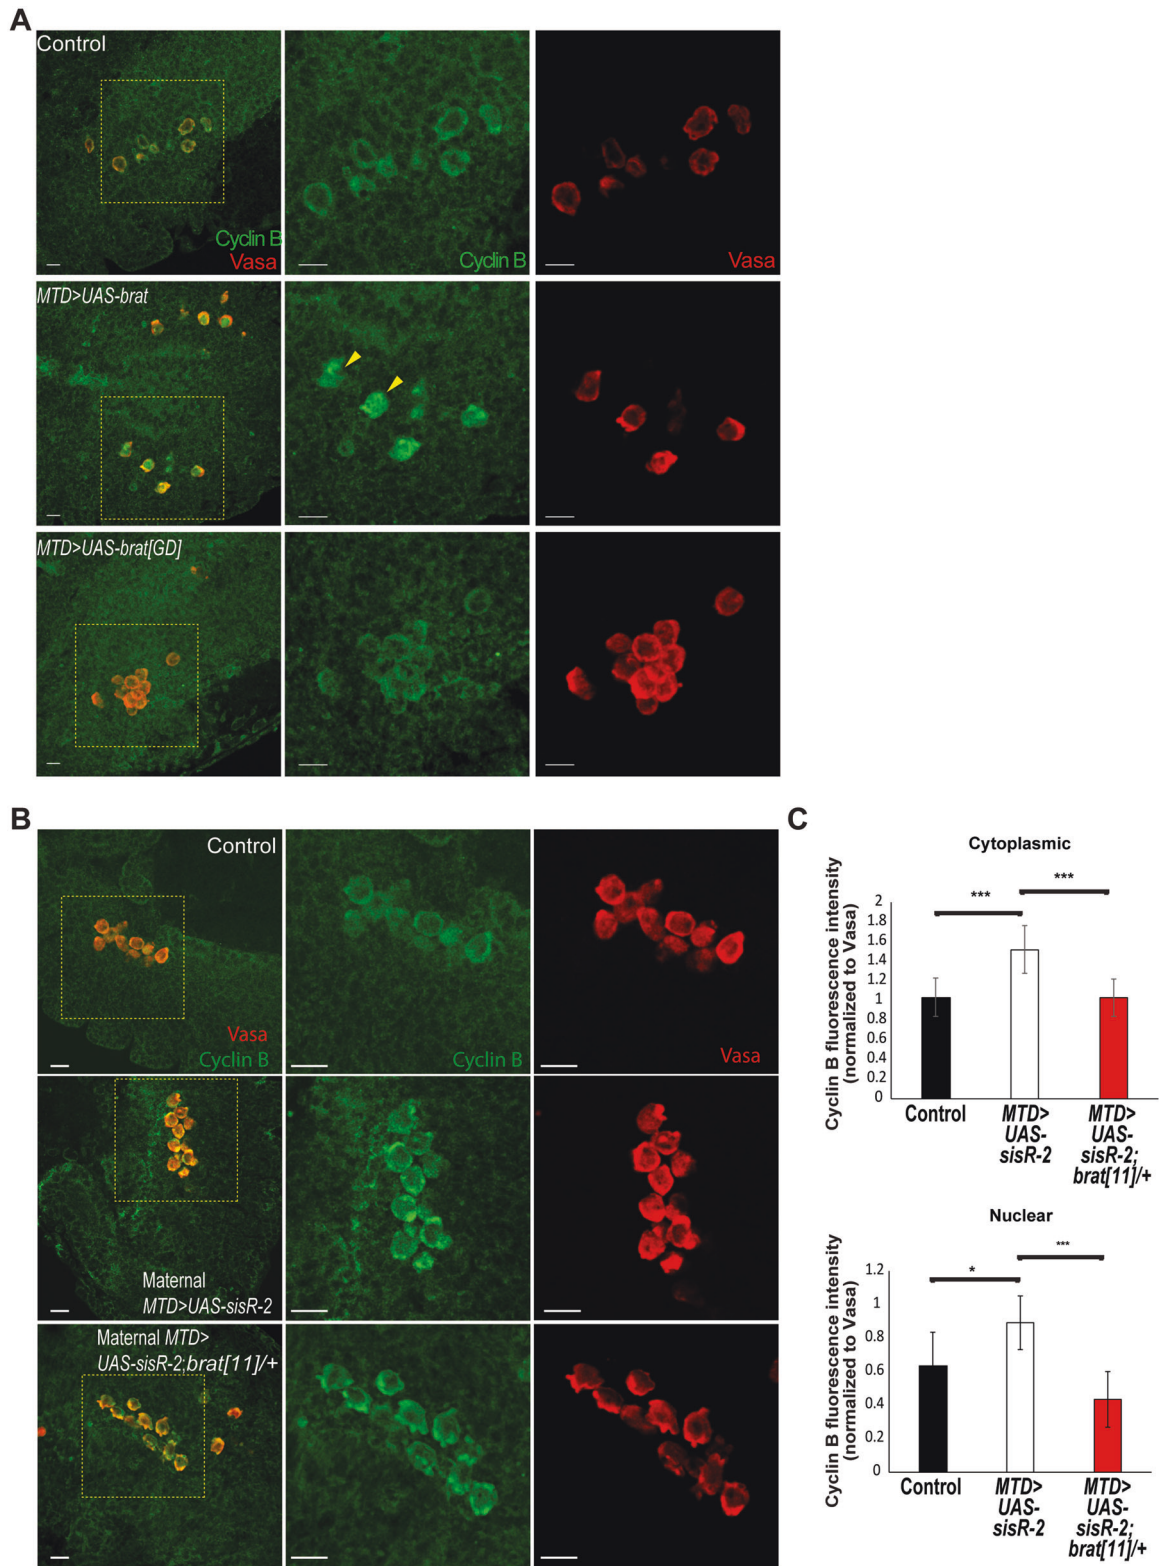 A
Control
Cyclin B
Vasa
Cyclin B
Vasa
MTD>UAS-brat
MTD>UAS-brat[GD]
B
Control
Vasa
Cyclin B
Cyclin B
Vasa
Maternal
MTD>UAS-sisR-2
Maternal MTD>
UAS-sisR-2;brat[11]/+
C
Cytoplasmic
***
***
Cyclin B fluorescence intensity
(normalized to Vasa)
2
1.8
1.6
1.4
1.2
1
0.8
0.6
0.4
0.2
0
Control
MTD>
UAS-
sisR-2
MTD>
UAS-
sisR-2;
brat[11]/+
Nuclear
*
***
Cyclin B fluorescence intensity
(normalized to Vasa)
1.2
1
0.8
0.6
0.4
0.2
0
Control
MTD>
UAS-
sisR-2
MTD>
UAS-
sisR-2;
brat[11]/+